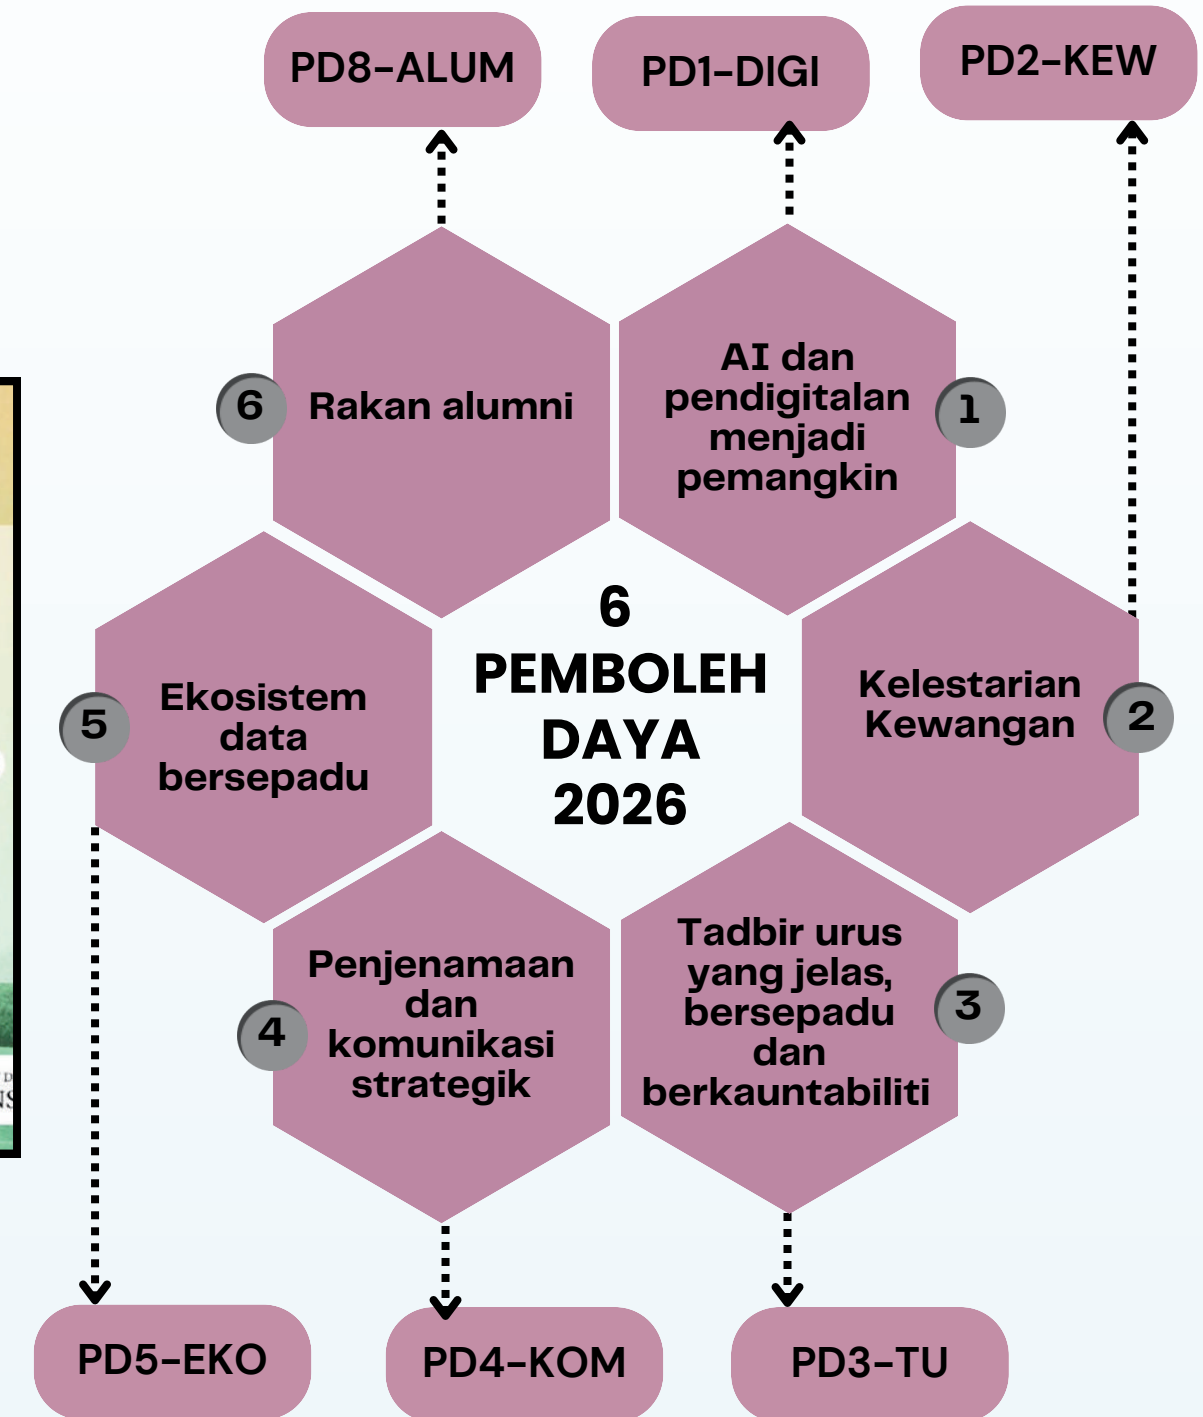 PD8-ALUM
PD1-DIGI
PD2-KEW
6
Rakan alumni
AI dan
pendigitalan
menjadi
pemangkin
1
5
Ekosistem
data
bersepadu
6
PEMBOLEH
DAYA
2026
Kelestarian
Kewangan
2
4
Penjenamaan
dan
komunikasi
strategik
Tadbir urus
yang jelas,
bersepadu
dan
berkauntabiliti
3
PD5-EKO
PD4-KOM
PD3-TU